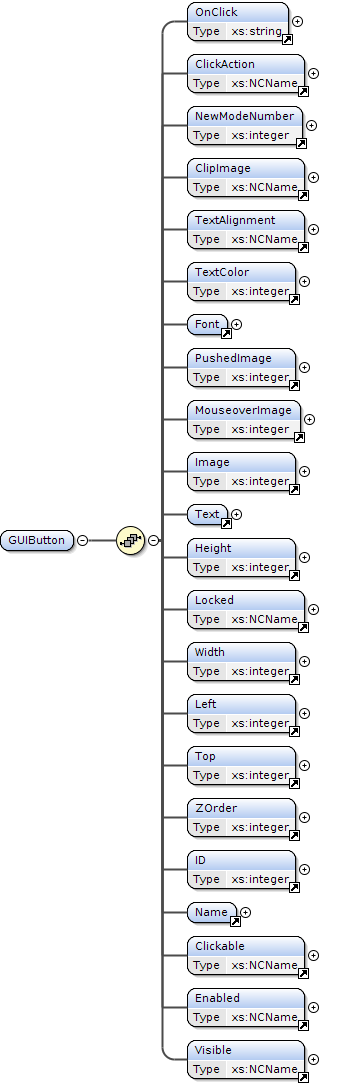 OnClick
Type xs:string
ClickAction
Type xs:NCName
NewModeNumber
Type xs:integer
ClipImage
Type xs:NCName
TextAlignment
Type xs:NCName
TextColor
Type xs:integer
Font
PushedImage
Type xs:integer
MouseoverImage
Type xs:integer
Image
Type xs:integer
Text
GUIButton
Height
Type xs:integer
Locked
Type xs:NCName
Width
Type xs:integer
Left
Type xs:integer
Top
Type xs:integer
ZOrder
Type xs:integer
ID
Type xs:integer
Name
Clickable
Type xs:NCName
Enabled
Type xs:NCName
Visible
Type xs:NCName